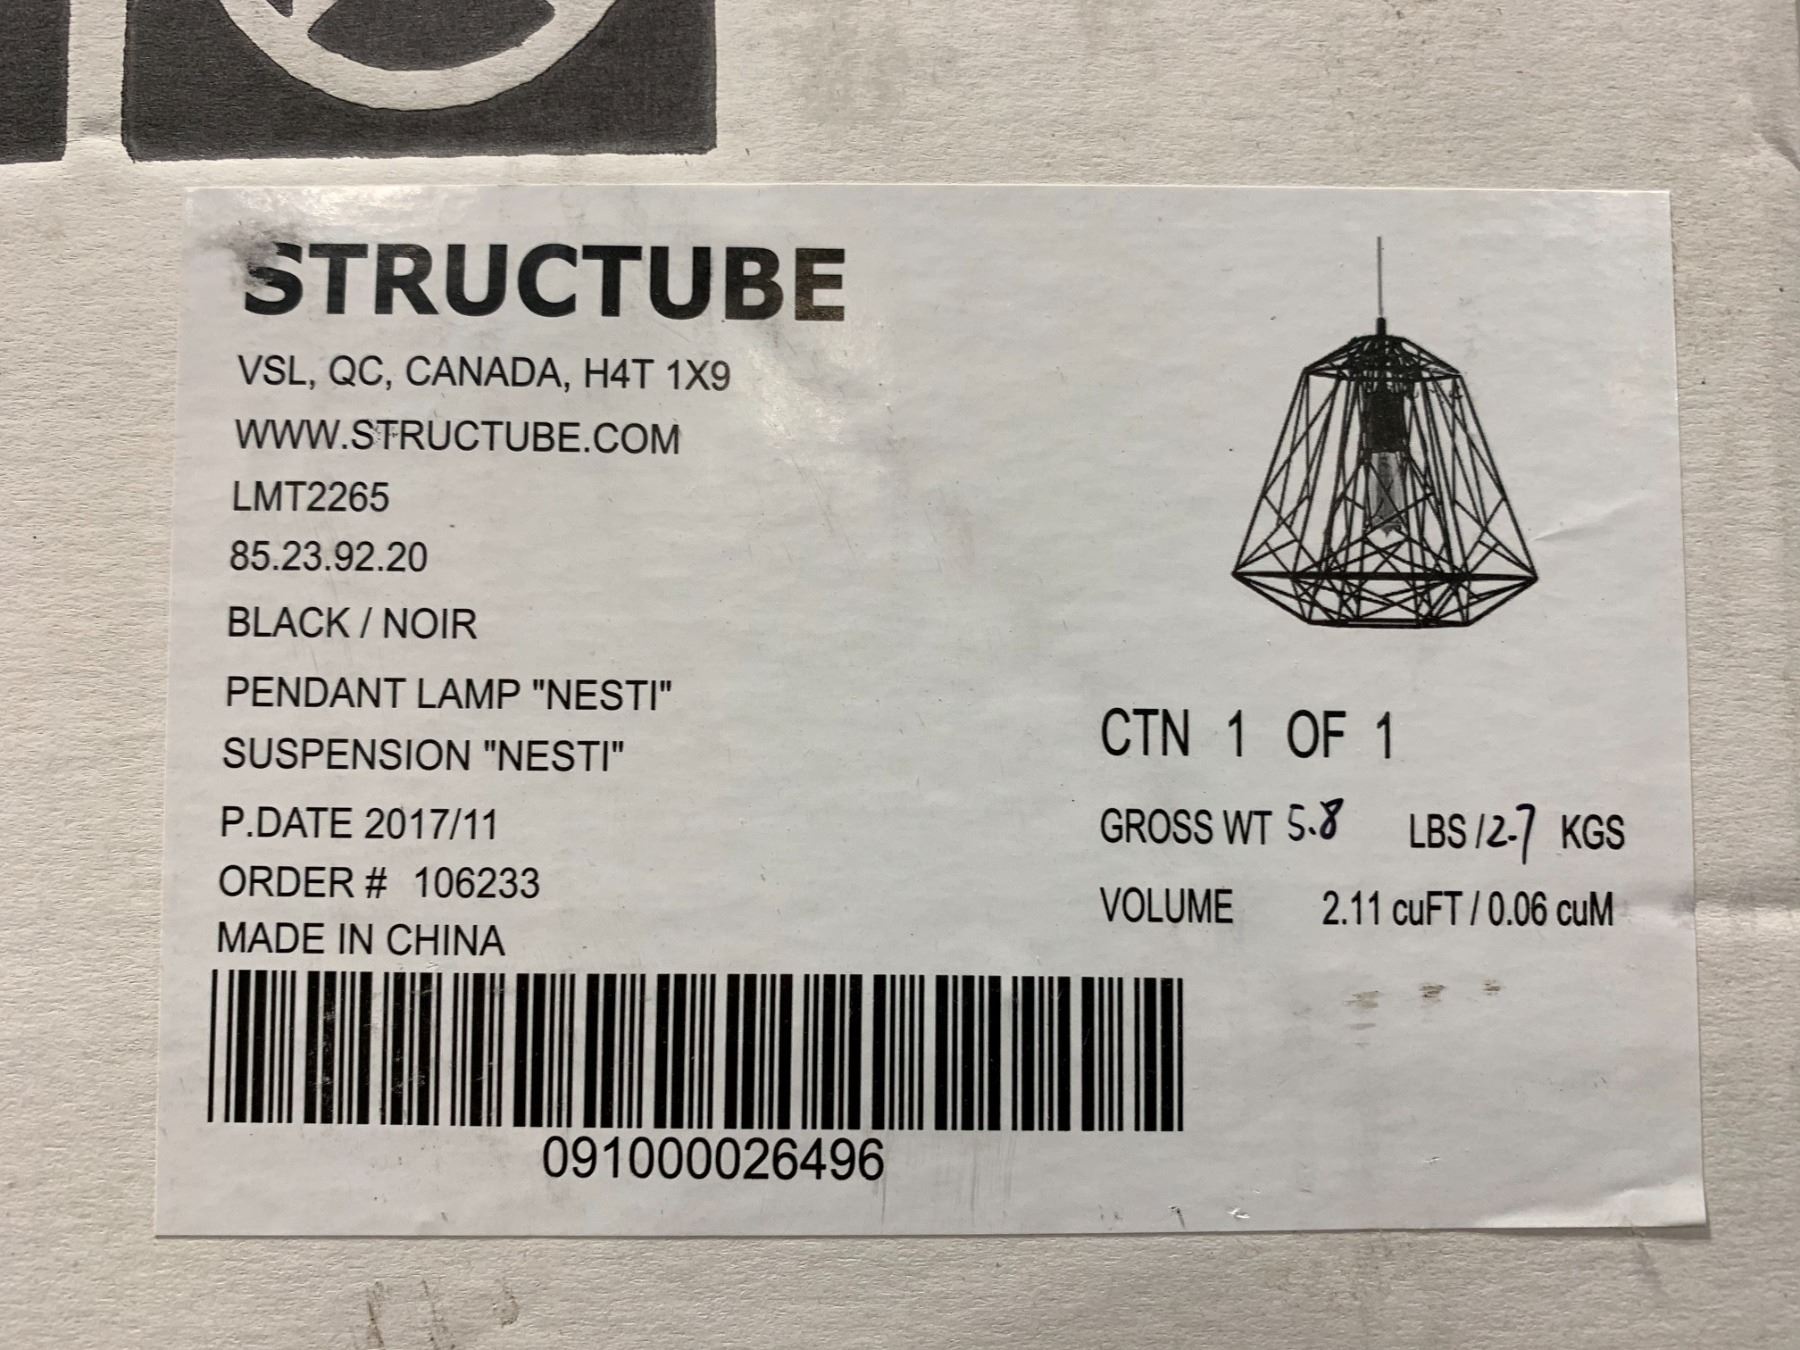 STRUCTUBE
VSL, QC, CANADA, H4T 1X9
WWW.STRUCTUBE.COM
LMT2265
85.23.92.20
BLACK / NOIR
PENDANT LAMP "NESTI"
SUSPENSION "NESTI"
P.DATE 2017/11
ORDER # 106233
MADE IN CHINA
091000026496
CTN 1 OF 1
GROSS WT 5.8 LBS / 2.7 KGS
VOLUME 2.11 cuFT / 0.06 cuM